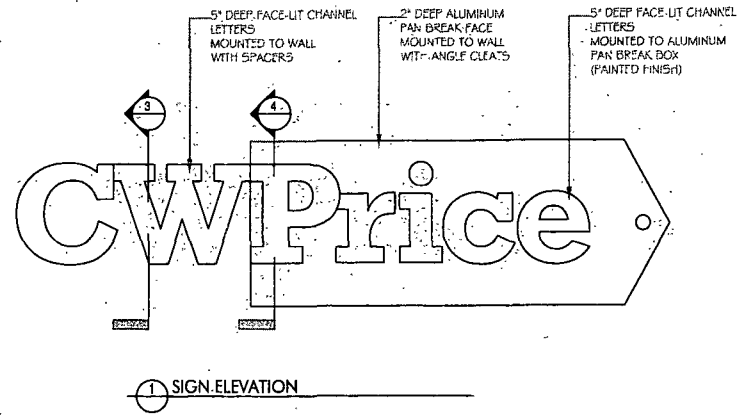 5" DEEP FACE-LIT CHANNEL
LETTERS
MOUNTED TO WALL
WITH SPACERS
2" DEEP ALUMINUM
PAN BREAK FACE
MOUNTED TO WALL
WITH ANGLE CLEATS
5" DEEP FACE-LIT CHANNEL
LETTERS
MOUNTED TO ALUMINUM
PAN BREAK BOX
(PAINTED FINISH)
3
4
CWPrice
1 SIGN ELEVATION